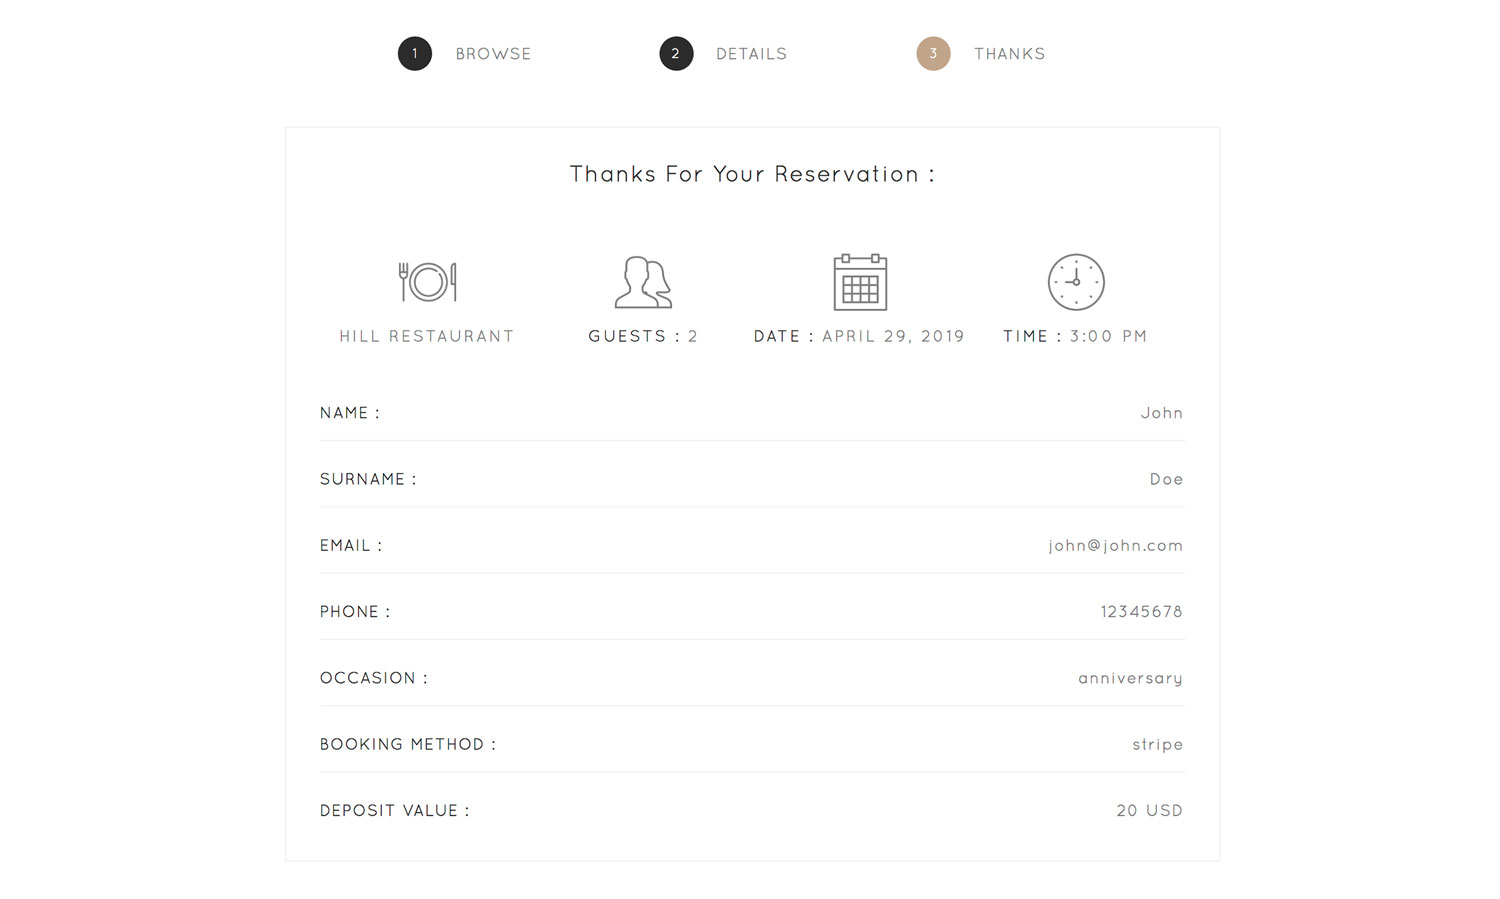 1 BROWSE 2 DETAILS 3 THANKS
Thanks For Your Reservation :
HILL RESTAURANT GUESTS : 2 DATE : APRIL 29, 2019 TIME : 3:00 PM
NAME : John
SURNAME : Doe
EMAIL : john@john.com
PHONE : 12345678
OCCASION : anniversary
BOOKING METHOD : stripe
DEPOSIT VALUE : 20 USD